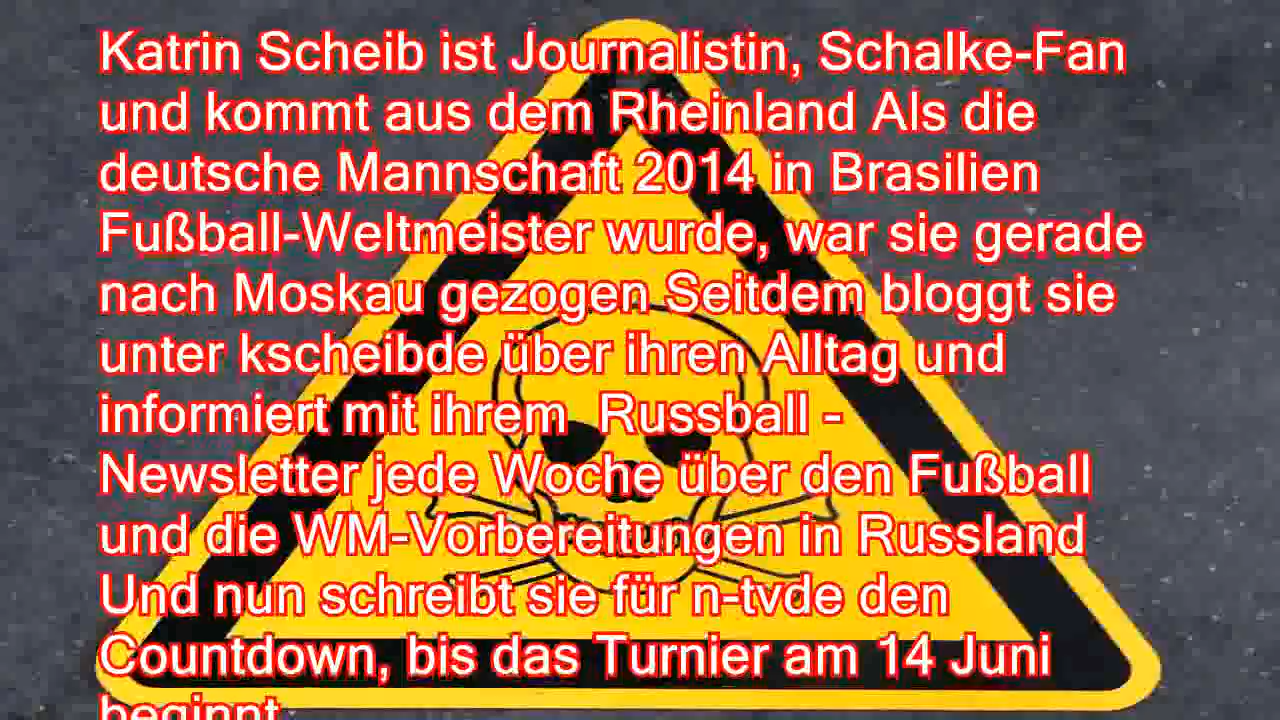 Katrin Scheib ist Journalistin, Schalke-Fan
und kommt aus dem Rheinland Als die
deutsche Mannschaft 2014 in Brasilien
Fußball-Weltmeister wurde, war sie gerade
nach Moskau gezogen Seitdem bloggt sie
unter kscheibde über ihren Alltag und
informiert mit ihrem  Russball -
Newsletter jede Woche über den Fußball
und die WM-Vorbereitungen in Russland
Und nun schreibt sie für n-tvde den
Countdown, bis das Turnier am 14 Juni
beginnt